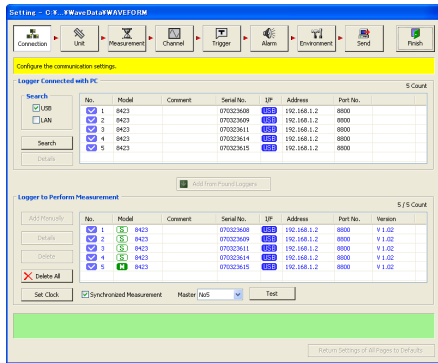 Setting - C:¥...¥WaveData¥WAVEFORM
Connection Unit Measurement Channel Trigger Alarm Environment Send Finish
Configure the communication settings.
Logger Connected with PC
5 Count
Search
USB
LAN
Search
Details
No. Model Comment Serial No. I/F Address Port No.
1 8423 070323608 USB 192.168.1.2 8800
2 8423 070323609 USB 192.168.1.2 8800
3 8423 070323611 USB 192.168.1.2 8800
4 8423 070323614 USB 192.168.1.2 8800
5 8423 070323615 USB 192.168.1.2 8800
Add from Found Loggers
Logger to Perform Measurement
5 / 5 Count
Add Manually
Details
Delete
Delete All
Set Clock
No. Model Comment Serial No. I/F Address Port No. Version
1 S 8423 070323608 USB 192.168.1.2 8800 V 1.02
2 S 8423 070323609 USB 192.168.1.2 8800 V 1.02
3 S 8423 070323611 USB 192.168.1.2 8800 V 1.02
4 S 8423 070323614 USB 192.168.1.2 8800 V 1.02
5 M 8423 070323615 USB 192.168.1.2 8800 V 1.02
Synchronized Measurement Master No5 Test
Return Settings of All Pages to Defaults